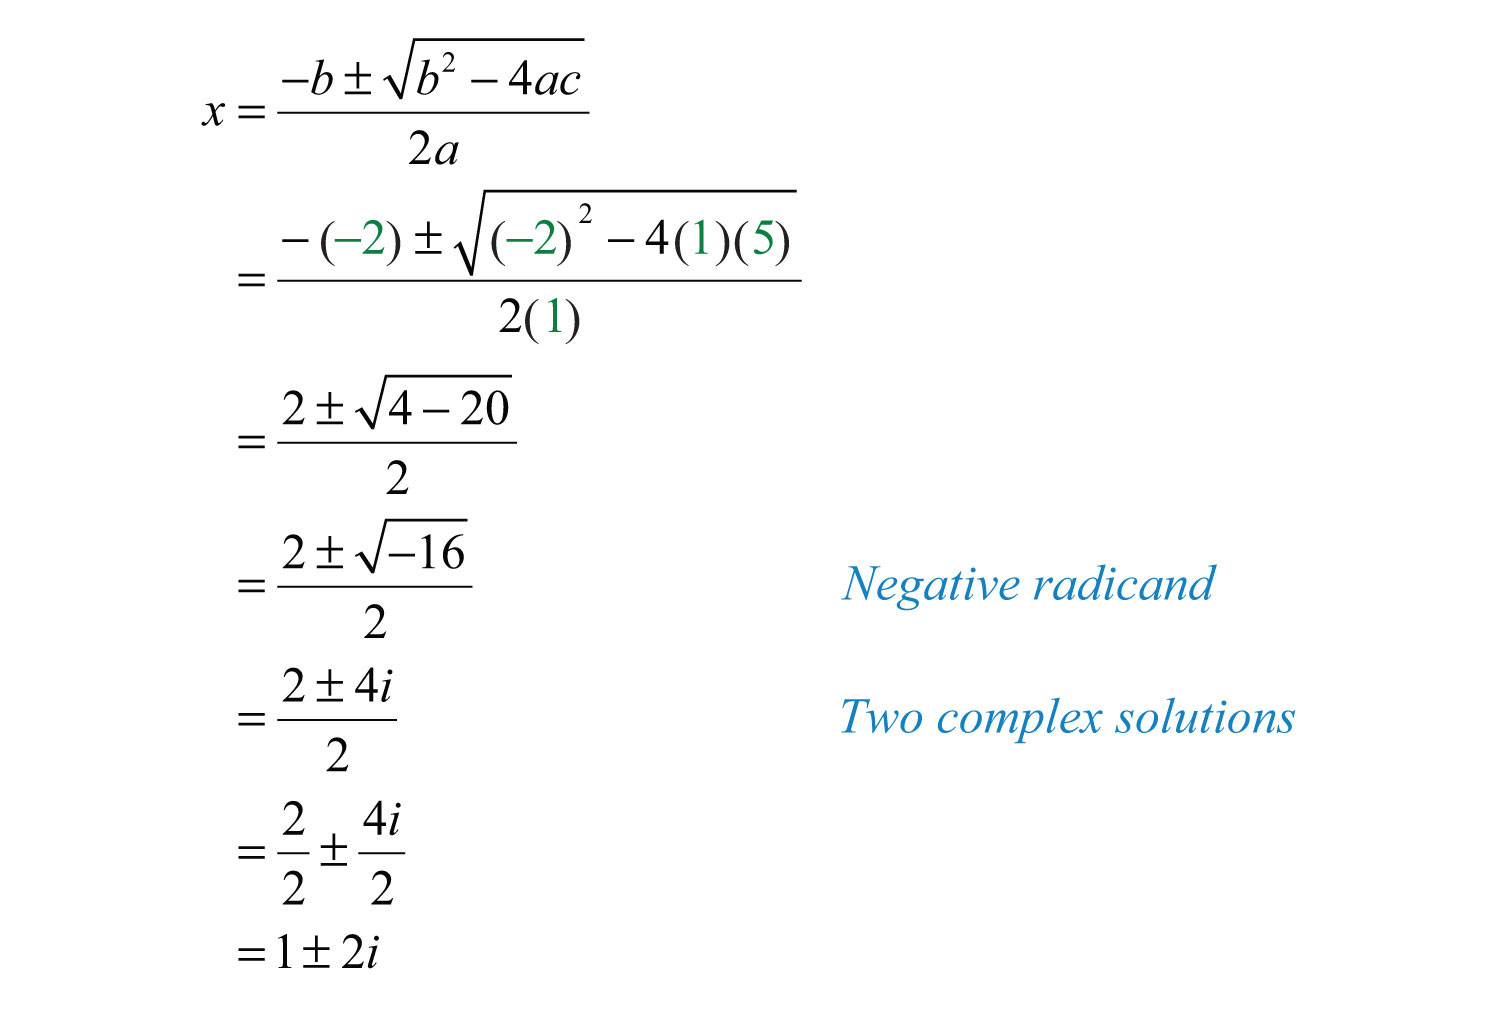 x = \frac{-b \pm \sqrt{b^2 - 4ac}}{2a}
= \frac{-(-2) \pm \sqrt{(-2)^2 - 4(1)(5)}}{2(1)}
= \frac{2 \pm \sqrt{4 - 20}}{2}
= \frac{2 \pm \sqrt{-16}}{2} Negative radicand
= \frac{2 \pm 4i}{2} Two complex solutions
= \frac{2}{2} \pm \frac{4i}{2}
= 1 \pm 2i